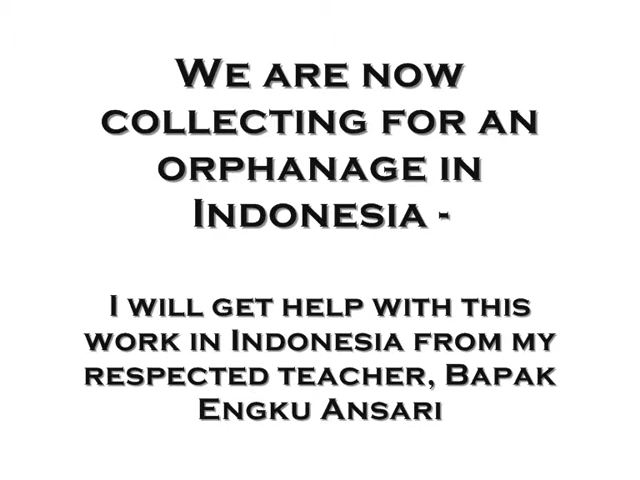 We are now
collecting for an
orphanage in
Indonesia -
I will get help with this
work in Indonesia from my
respected teacher, Bapak
Engku Ansari